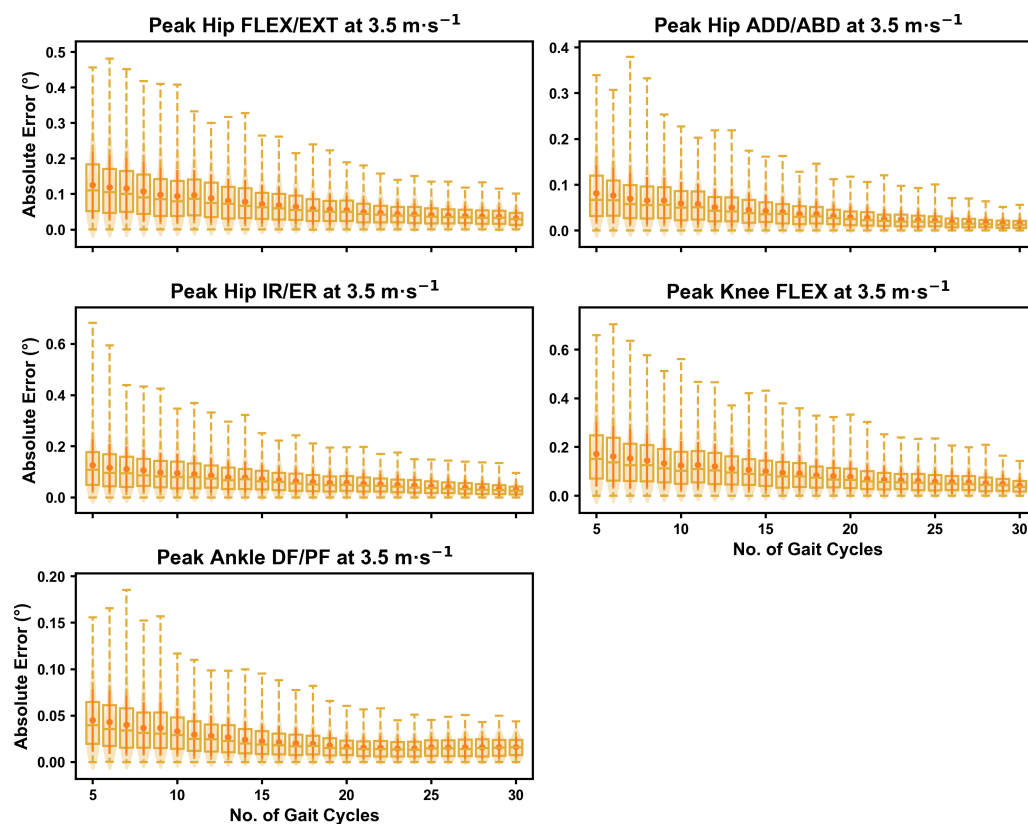 Peak Hip FLEX/EXT at 3.5 m·s⁻¹
Absolute Error (°)
0.5
0.4
0.3
0.2
0.1
0.0
Peak Hip ADD/ABD at 3.5 m·s⁻¹
0.4
0.3
0.2
0.1
0.0
Peak Hip IR/ER at 3.5 m·s⁻¹
Absolute Error (°)
0.6
0.4
0.2
0.0
Peak Knee FLEX at 3.5 m·s⁻¹
0.6
0.4
0.2
0.0
5 10 15 20 25 30
No. of Gait Cycles
Peak Ankle DF/PF at 3.5 m·s⁻¹
Absolute Error (°)
0.20
0.15
0.10
0.05
0.00
5 10 15 20 25 30
No. of Gait Cycles